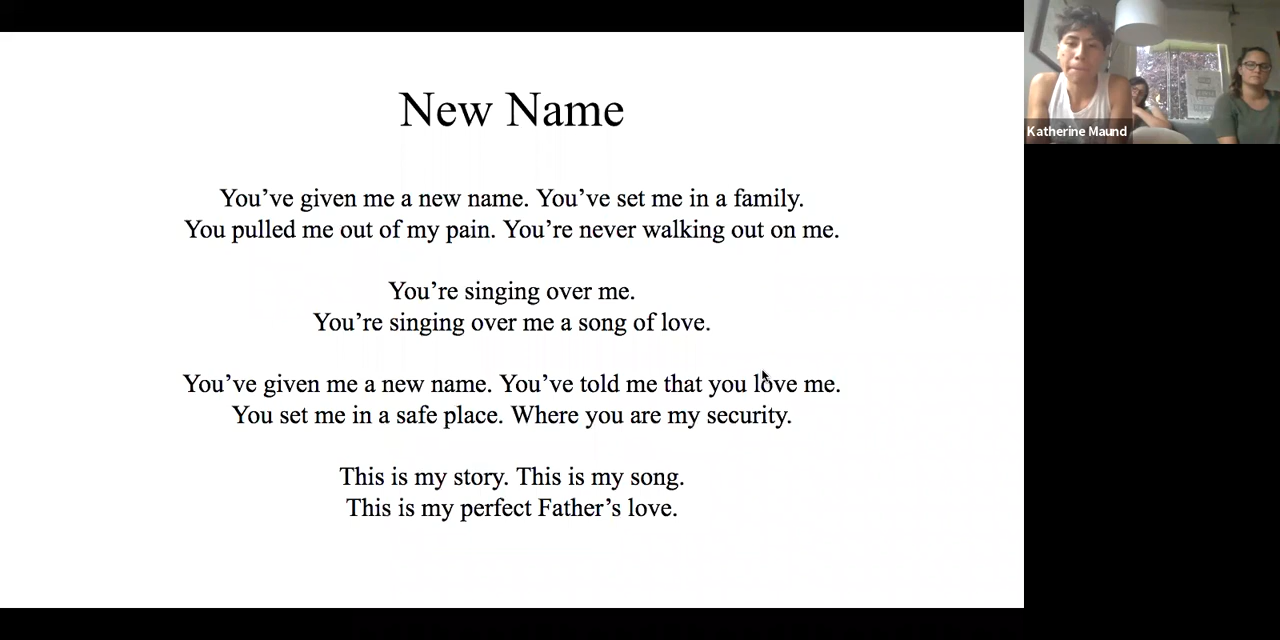 New Name
You’ve given me a new name. You’ve set me in a family.
You pulled me out of my pain. You’re never walking out on me.
You’re singing over me.
You’re singing over me a song of love.
You’ve given me a new name. You’ve told me that you love me.
You set me in a safe place. Where you are my security.
This is my story. This is my song.
This is my perfect Father’s love.
Katherine Maund